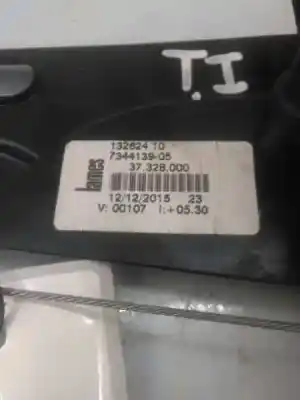 T.I
132624 10
7344139-05
37.328.000
lames
12/12/2015 23
V: 00107 I:+05.30